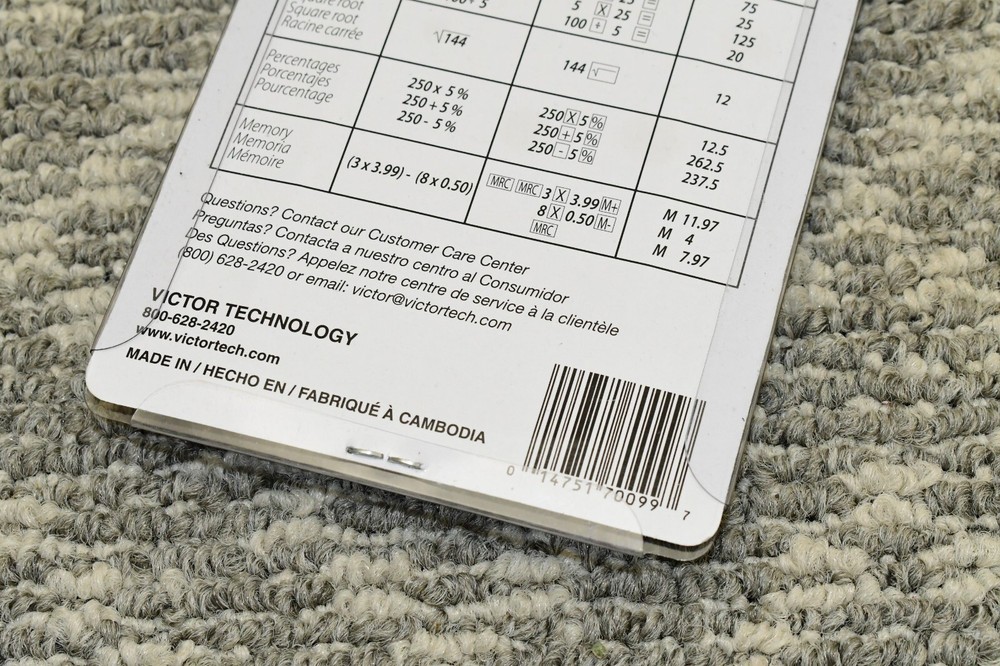 Square root
Racine carrée
√144
5 X 25 =
100 ÷ 5 =
144 √
75
25
125
20
12
Percentages
Porcentajes
Pourcentage
250 x 5 %
250 + 5 %
250 - 5 %
250 X 5 %
250 + 5 %
250 - 5 %
12.5
262.5
237.5
Memory
Memoria
Mémoire
(3 x 3.99) - (8 x 0.50)
MRC MRC 3 X 3.99 M+
8 X 0.50 M-
MRC
M 11.97
M 4
M 7.97
Questions? Contact our Customer Care Center
Preguntas? Contacta a nuestro centro al Consumidor
Des Questions? Appelez notre centre de service à la clientèle
(800) 628-2420 or email: victor@victortech.com
VICTOR TECHNOLOGY
800-628-2420
www.victortech.com
MADE IN / HECHO EN / FABRIQUÉ À CAMBODIA
0 14751 70099 7